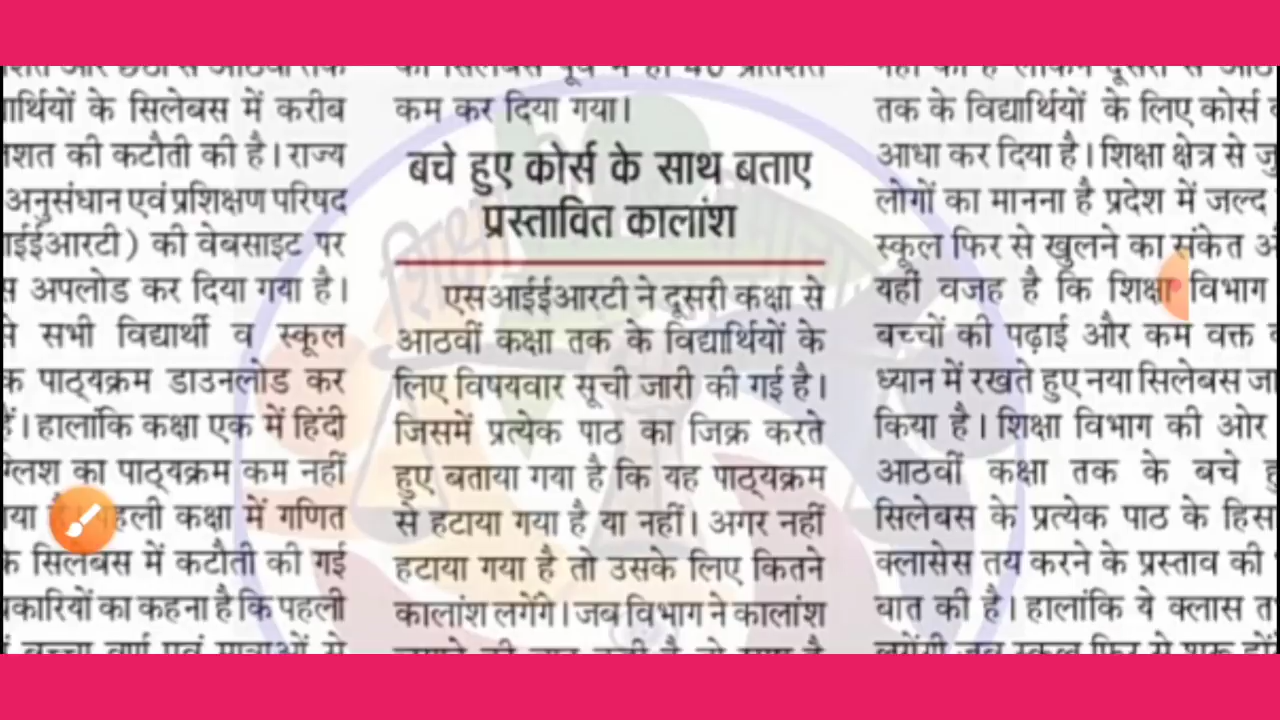 के सिलेबस में करीब
की कटौती की है। राज्य
अनुसंधान एवं प्रशिक्षण परिषद
की वेबसाइट पर
अपलोड कर दिया गया है।
सभी विद्यार्थी व स्कूल
पाठ्यक्रम डाउनलोड कर
हालांकि कक्षा एक में हिंदी
का पाठ्यक्रम कम नहीं
कक्षा में गणित
सिलेबस में कटौती की गई
का कहना है कि पहली
कम कर दिया गया।
बचे हुए कोर्स के साथ बताए
प्रस्तावित कालांश
एसआईईआरटी ने दूसरी कक्षा से
आठवीं कक्षा तक के विद्यार्थियों के
लिए विषयवार सूची जारी की गई है।
जिसमें प्रत्येक पाठ का जिक्र करते
हुए बताया गया है कि यह पाठ्यक्रम
से हटाया गया है या नहीं। अगर नहीं
हटाया गया है तो उसके लिए कितने
कालांश लगेंगे। जब विभाग ने कालांश
तक के विद्यार्थियों के लिए कोर्स
आधा कर दिया है। शिक्षा क्षेत्र से
लोगों का मानना है प्रदेश में जल्द
स्कूल फिर से खुलने का संकेत
यही वजह है कि शिक्षा विभाग
बच्चों की पढ़ाई और कम वक्त
ध्यान में रखते हुए नया सिलेबस
किया है। शिक्षा विभाग की ओर
आठवीं कक्षा तक के बचे
सिलेबस के प्रत्येक पाठ के
क्लासेस तय करने के प्रस्ताव की
बात की है। हालांकि ये क्लास
शिक्षा